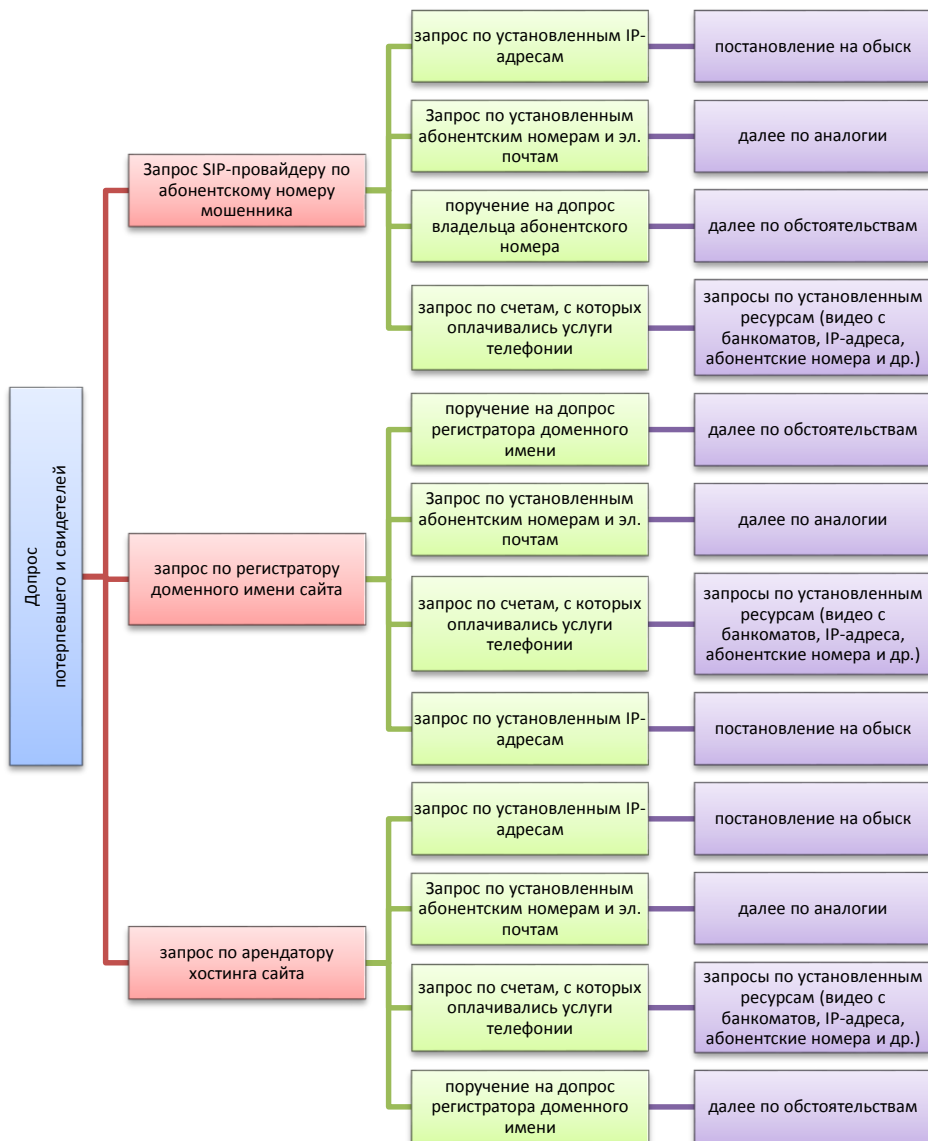 Допрос
потерпевшего и свидетелей
Запрос SIP-провайдеру по
абонентскому номеру
мошенника
запрос по установленным IP-
адресам
постановление на обыск
Запрос по установленным
абонентским номерам и эл.
почтам
далее по аналогии
поручение на допрос
владельца абонентского
номера
далее по обстоятельствам
запрос по счетам, с которых
оплачивались услуги
телефонии
запросы по установленным
ресурсам (видео с
банкоматов, IP-адреса,
абонентские номера и др.)
запрос по регистратору
доменного имени сайта
поручение на допрос
регистратора доменного
имени
далее по обстоятельствам
Запрос по установленным
абонентским номерам и эл.
почтам
далее по аналогии
запрос по счетам, с которых
оплачивались услуги
телефонии
запросы по установленным
ресурсам (видео с
банкоматов, IP-адреса,
абонентские номера и др.)
запрос по установленным IP-
адресам
постановление на обыск
запрос по арендатору
хостинга сайта
запрос по установленным IP-
адресам
постановление на обыск
Запрос по установленным
абонентским номерам и эл.
почтам
далее по аналогии
запрос по счетам, с которых
оплачивались услуги
телефонии
запросы по установленным
ресурсам (видео с
банкоматов, IP-адреса,
абонентские номера и др.)
поручение на допрос
регистратора доменного
имени
далее по обстоятельствам